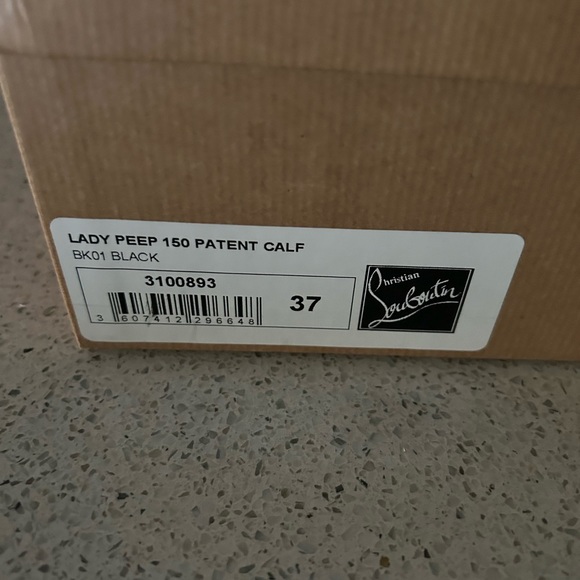 LADY PEEP 150 PATENT CALF
BK01 BLACK
3100893
3 607412 296648
37
Christian
Louboutin